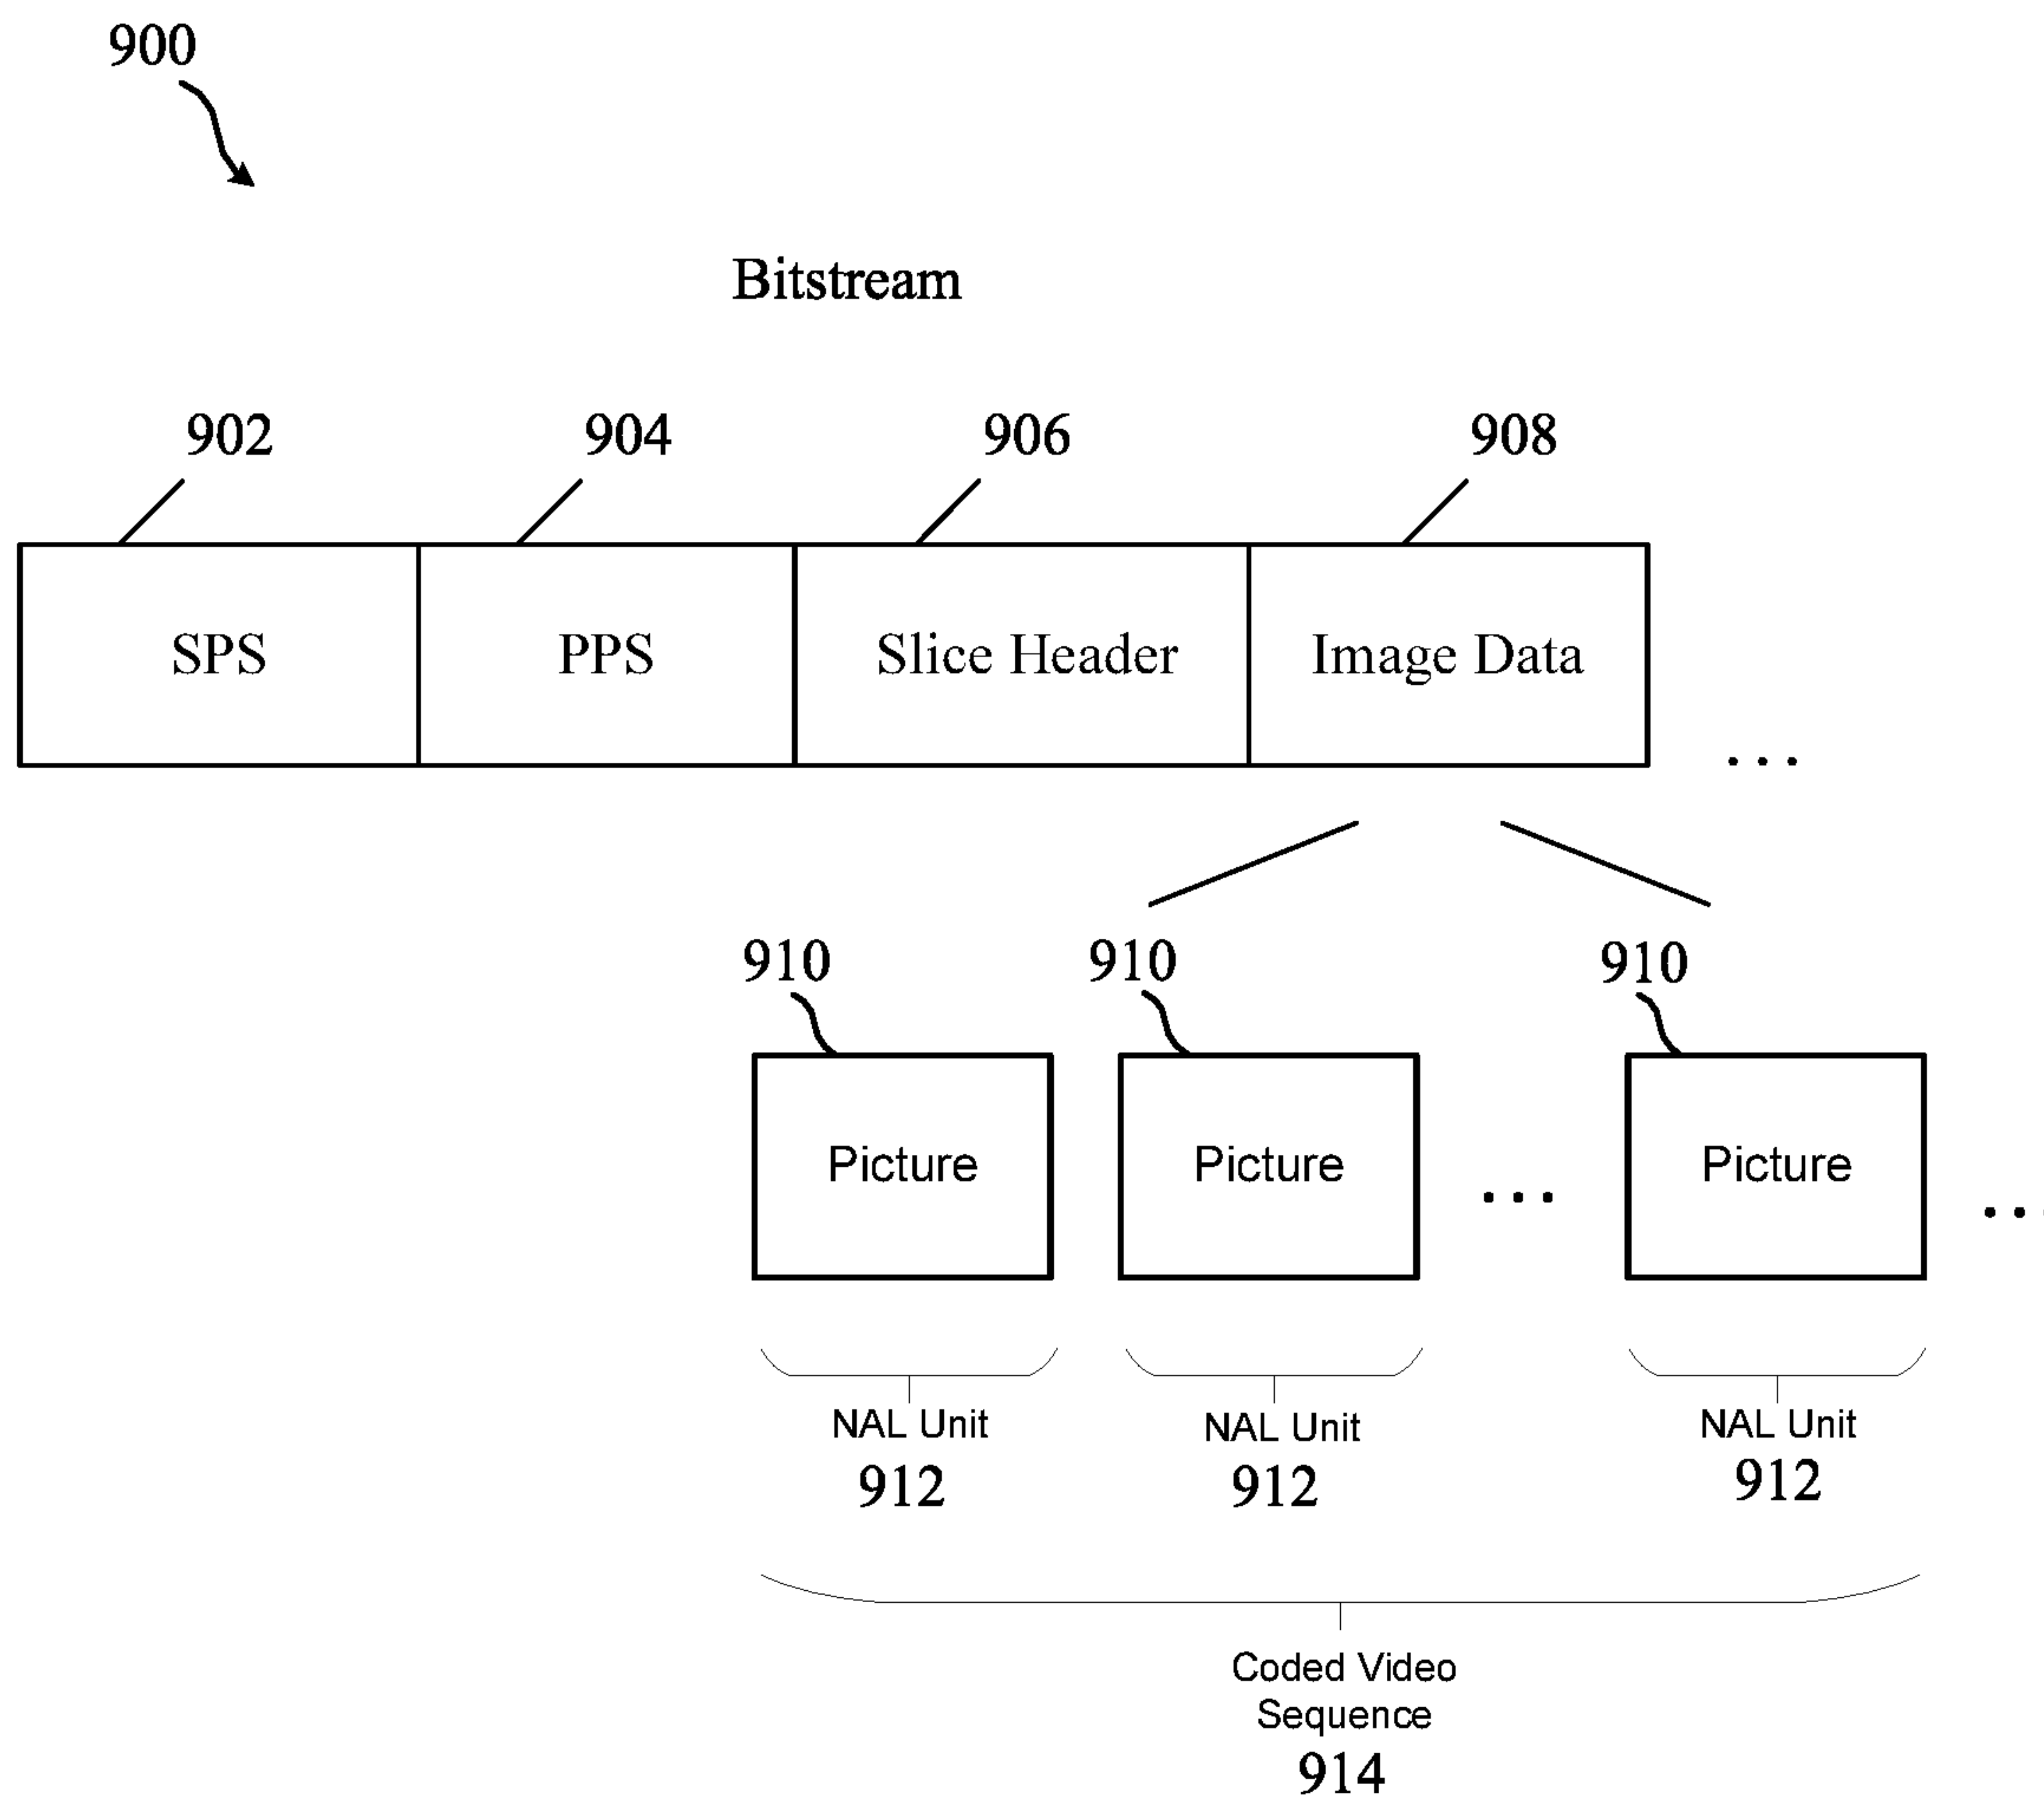 900
Bitstream
902 904 906 908
SPS PPS Slice Header Image Data
...
910 910 910
Picture Picture ... Picture ...
NAL Unit NAL Unit NAL Unit
912 912 912
Coded Video
Sequence
914